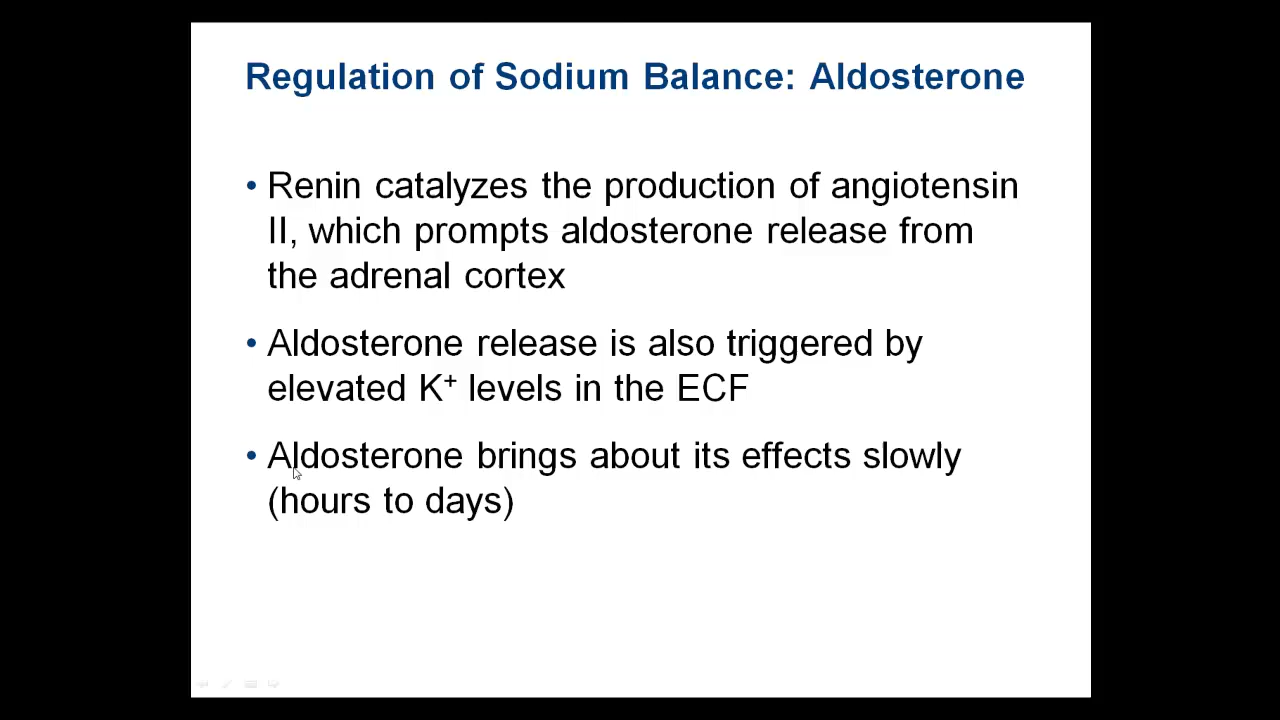 Regulation of Sodium Balance: Aldosterone
• Renin catalyzes the production of angiotensin
II, which prompts aldosterone release from
the adrenal cortex
• Aldosterone release is also triggered by
elevated K⁺ levels in the ECF
• Aldosterone brings about its effects slowly
(hours to days)